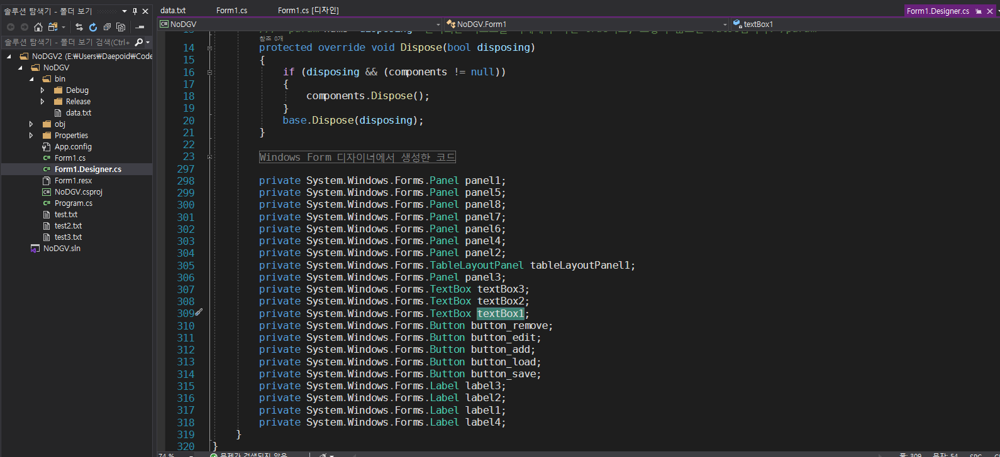 솔루션 탐색기 - 폴더 보기
data.txt
Form1.cs
Form1.cs [디자인]
Form1.Designer.cs
솔루션 탐색기 - 폴더 보기 검색(Ctrl+
NoDGV2 (E:₩Users₩Daepoid₩Code
NoDGV
bin
Debug
Release
data.txt
obj
Properties
App.config
Form1.cs
Form1.Designer.cs
Form1.resx
NoDGV.csproj
Program.cs
test.txt
test2.txt
test3.txt
NoDGV.sln
NoDGV
NoDGV.Form1
textBox1
참조 0개
14 protected override void Dispose(bool disposing)
15 {
16 if (disposing && (components != null))
17 {
18 components.Dispose();
19 }
20 base.Dispose(disposing);
21 }
22
23 Windows Form 디자이너에서 생성한 코드
297
298 private System.Windows.Forms.Panel panel1;
299 private System.Windows.Forms.Panel panel5;
300 private System.Windows.Forms.Panel panel8;
301 private System.Windows.Forms.Panel panel7;
302 private System.Windows.Forms.Panel panel6;
303 private System.Windows.Forms.Panel panel4;
304 private System.Windows.Forms.Panel panel2;
305 private System.Windows.Forms.TableLayoutPanel tableLayoutPanel1;
306 private System.Windows.Forms.Panel panel3;
307 private System.Windows.Forms.TextBox textBox3;
308 private System.Windows.Forms.TextBox textBox2;
309 private System.Windows.Forms.TextBox textBox1;
310 private System.Windows.Forms.Button button_remove;
311 private System.Windows.Forms.Button button_edit;
312 private System.Windows.Forms.Button button_add;
313 private System.Windows.Forms.Button button_load;
314 private System.Windows.Forms.Button button_save;
315 private System.Windows.Forms.Label label3;
316 private System.Windows.Forms.Label label2;
317 private System.Windows.Forms.Label label1;
318 private System.Windows.Forms.Label label4;
319 }
320 }
74 %
문제가 검색되지 않음
줄: 309
문자: 54
SPC